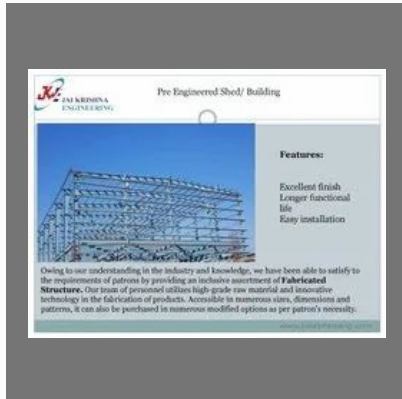 JAI KRISHNA
ENGINEERING
Pre Engineered Shed/ Building
Features:
Excellent finish
Longer functional
life
Easy installation
Owing to our understanding in the industry and knowledge, we have been able to satisfy to
the requirements of patrons by providing an inclusive assortment of Fabricated
Structure. Our team of personnel utilizes high-grade raw material and innovative
technology in the fabrication of products. Accessible in numerous sizes, dimensions and
patterns, it can also be purchased in numerous modified options as per patron's necessity.